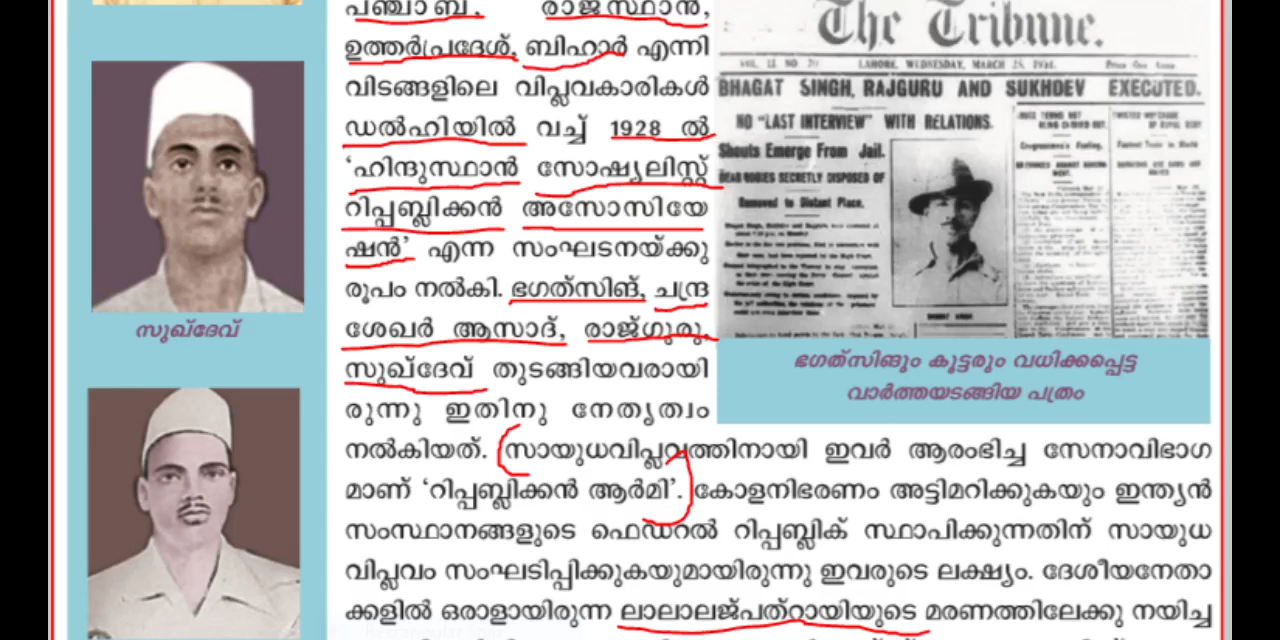 പഞ്ചാബ്, രാജസ്ഥാൻ,
ഉത്തർപ്രദേശ്, ബിഹാർ എന്നി
വിടങ്ങളിലെ വിപ്ലവകാരികൾ
ഡൽഹിയിൽ വച്ച് 1928 ൽ
‘ഹിന്ദുസ്ഥാൻ സോഷ്യലിസ്റ്റ്
റിപ്പബ്ലിക്കൻ അസോസിയേ
ഷൻ’ എന്ന സംഘടനയ്ക്കു
രൂപം നൽകി. ഭഗത്‌സിങ്, ചന്ദ്ര
ശേഖർ ആസാദ്, രാജ്ഗുരു,
സുഖ്ദേവ് തുടങ്ങിയവരായി
രുന്നു ഇതിനു നേതൃത്വം
നൽകിയത്. സായുധവിപ്ലവത്തിനായി ഇവർ ആരംഭിച്ച സേനാവിഭാഗ
മാണ് ‘റിപ്പബ്ലിക്കൻ ആർമി’. കോളനിഭരണം അട്ടിമറിക്കുകയും ഇന്ത്യൻ
സംസ്ഥാനങ്ങളുടെ ഫെഡറൽ റിപ്പബ്ലിക് സ്ഥാപിക്കുന്നതിന് സായുധ
വിപ്ലവം സംഘടിപ്പിക്കുകയുമായിരുന്നു ഇവരുടെ ലക്ഷ്യം. ദേശീയനേതാ
ക്കളിൽ ഒരാളായിരുന്ന ലാലാലജ്പത്റായിയുടെ മരണത്തിലേക്കു നയിച്ച
സുഖ്ദേവ്
The Tribune.
LAHORE, WEDNESDAY, MARCH
BHAGAT SINGH, RAJGURU AND SUKHDEV EXECUTED.
NO "LAST INTERVIEW" WITH RELATIONS.
Shouts Emerge From Jail.
DEAD BODIES SECRETLY DISPOSED OF
Removed to Distant Place.
ഭഗത്‌സിങും കൂട്ടരും വധിക്കപ്പെട്ട
വാർത്തയടങ്ങിയ പത്രം